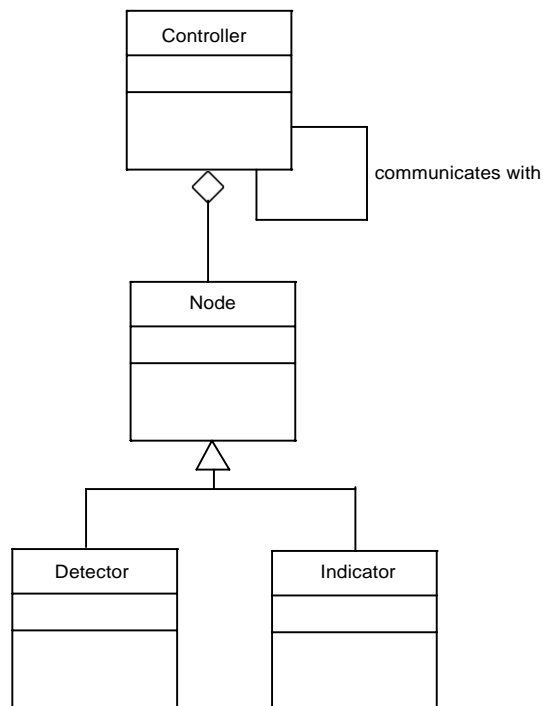 Controller
communicates with
Node
Detector
Indicator